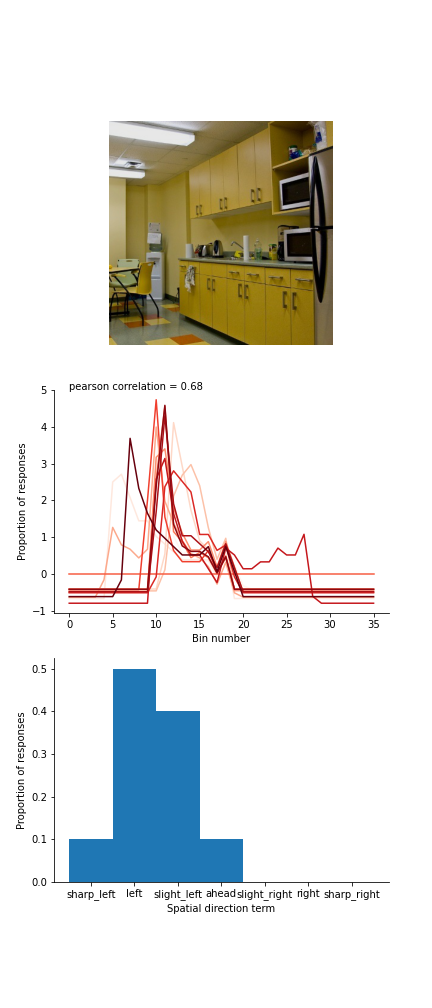 pearson correlation = 0.68
5
4
3
2
1
0
−1
Proportion of responses
0 5 10 15 20 25 30 35
Bin number
0.5
0.4
0.3
0.2
0.1
0.0
Proportion of responses
sharp_left left slight_left ahead slight_right right sharp_right
Spatial direction term